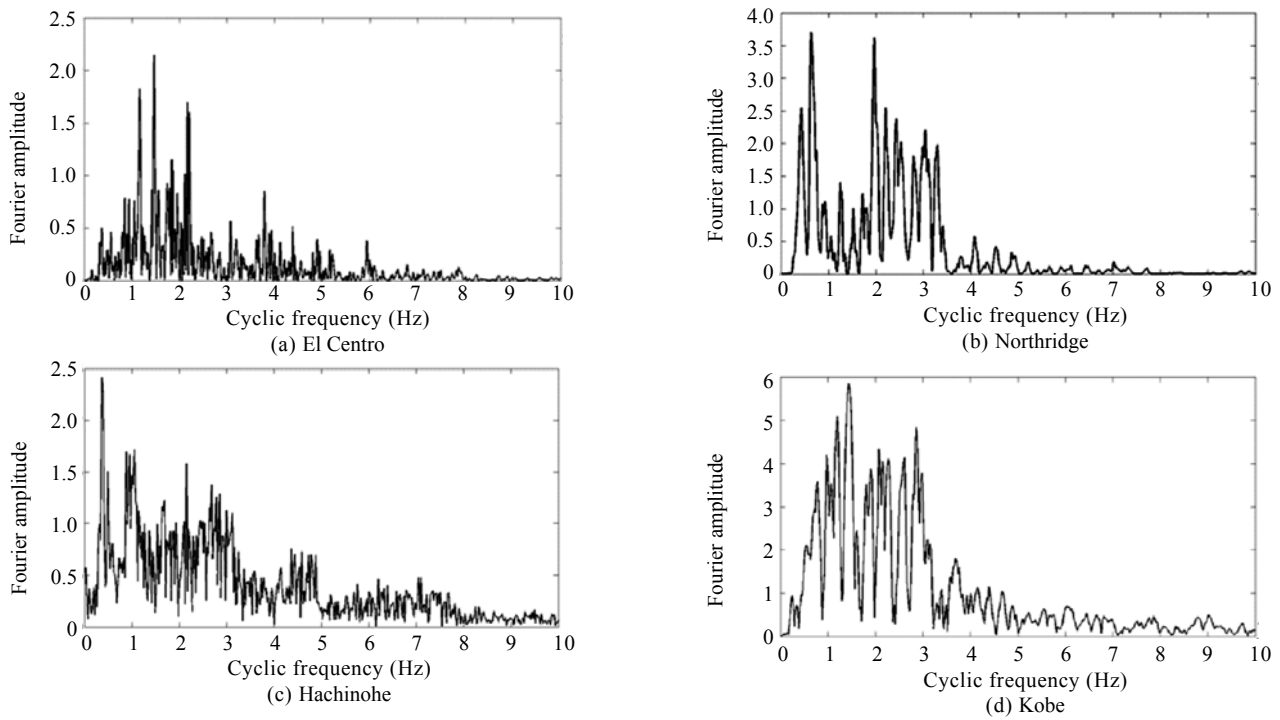 2.5
2.0
1.5
1.0
0.5
0
Fourier amplitude
0 1 2 3 4 5 6 7 8 9 10
Cyclic frequency (Hz)
(a) El Centro
4.0
3.5
3.0
2.5
2.0
1.5
1.0
0.5
0
Fourier amplitude
0 1 2 3 4 5 6 7 8 9 10
Cyclic frequency (Hz)
(b) Northridge
2.5
2.0
1.5
1.0
0.5
0
Fourier amplitude
0 1 2 3 4 5 6 7 8 9 10
Cyclic frequency (Hz)
(c) Hachinohe
6
5
4
3
2
1
0
Fourier amplitude
0 1 2 3 4 5 6 7 8 9 10
Cyclic frequency (Hz)
(d) Kobe